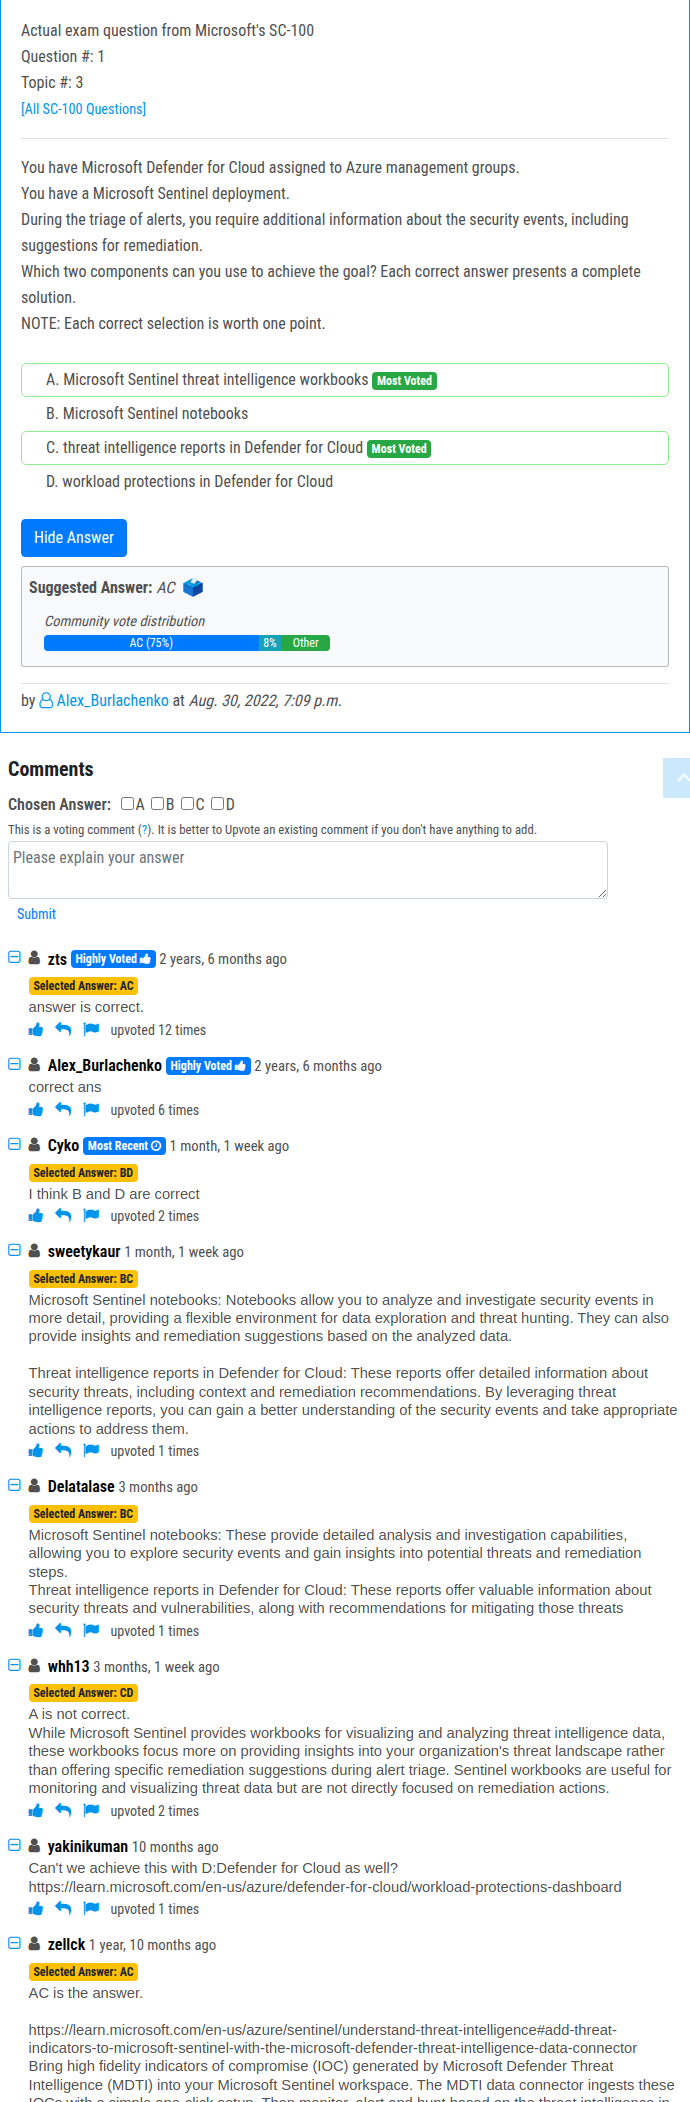 Actual exam question from Microsoft's SC-100
Question #: 1
Topic #: 3
[All SC-100 Questions]
You have Microsoft Defender for Cloud assigned to Azure management groups.
You have a Microsoft Sentinel deployment.
During the triage of alerts, you require additional information about the security events, including
suggestions for remediation.
Which two components can you use to achieve the goal? Each correct answer presents a complete
solution.
NOTE: Each correct selection is worth one point.
A. Microsoft Sentinel threat intelligence workbooks Most Voted
B. Microsoft Sentinel notebooks
C. threat intelligence reports in Defender for Cloud Most Voted
D. workload protections in Defender for Cloud
Hide Answer
Suggested Answer: AC
Community vote distribution
AC (75%) 8% Other
by Alex_Burlachenko at Aug. 30, 2022, 7:09 p.m.
Comments
Chosen Answer: A B C D
This is a voting comment (?). It is better to Upvote an existing comment if you don't have anything to add.
Please explain your answer
Submit
zts Highly Voted 2 years, 6 months ago
Selected Answer: AC
answer is correct.
upvoted 12 times
Alex_Burlachenko Highly Voted 2 years, 6 months ago
correct ans
upvoted 6 times
Cyko Most Recent 1 month, 1 week ago
Selected Answer: BD
I think B and D are correct
upvoted 2 times
sweetykaur 1 month, 1 week ago
Selected Answer: BC
Microsoft Sentinel notebooks: Notebooks allow you to analyze and investigate security events in
more detail, providing a flexible environment for data exploration and threat hunting. They can also
provide insights and remediation suggestions based on the analyzed data.
Threat intelligence reports in Defender for Cloud: These reports offer detailed information about
security threats, including context and remediation recommendations. By leveraging threat
intelligence reports, you can gain a better understanding of the security events and take appropriate
actions to address them.
upvoted 1 times
Delatalase 3 months ago
Selected Answer: BC
Microsoft Sentinel notebooks: These provide detailed analysis and investigation capabilities,
allowing you to explore security events and gain insights into potential threats and remediation
steps.
Threat intelligence reports in Defender for Cloud: These reports offer valuable information about
security threats and vulnerabilities, along with recommendations for mitigating those threats
upvoted 1 times
whh13 3 months, 1 week ago
Selected Answer: CD
A is not correct.
While Microsoft Sentinel provides workbooks for visualizing and analyzing threat intelligence data,
these workbooks focus more on providing insights into your organization's threat landscape rather
than offering specific remediation suggestions during alert triage. Sentinel workbooks are useful for
monitoring and visualizing threat data but are not directly focused on remediation actions.
upvoted 2 times
yakinikuman 10 months ago
Can't we achieve this with D:Defender for Cloud as well?
https://learn.microsoft.com/en-us/azure/defender-for-cloud/workload-protections-dashboard
upvoted 1 times
zellck 1 year, 10 months ago
Selected Answer: AC
AC is the answer.
https://learn.microsoft.com/en-us/azure/sentinel/understand-threat-intelligence#add-threat-
indicators-to-microsoft-sentinel-with-the-microsoft-defender-threat-intelligence-data-connector
Bring high fidelity indicators of compromise (IOC) generated by Microsoft Defender Threat
Intelligence (MDTI) into your Microsoft Sentinel workspace. The MDTI data connector ingests these